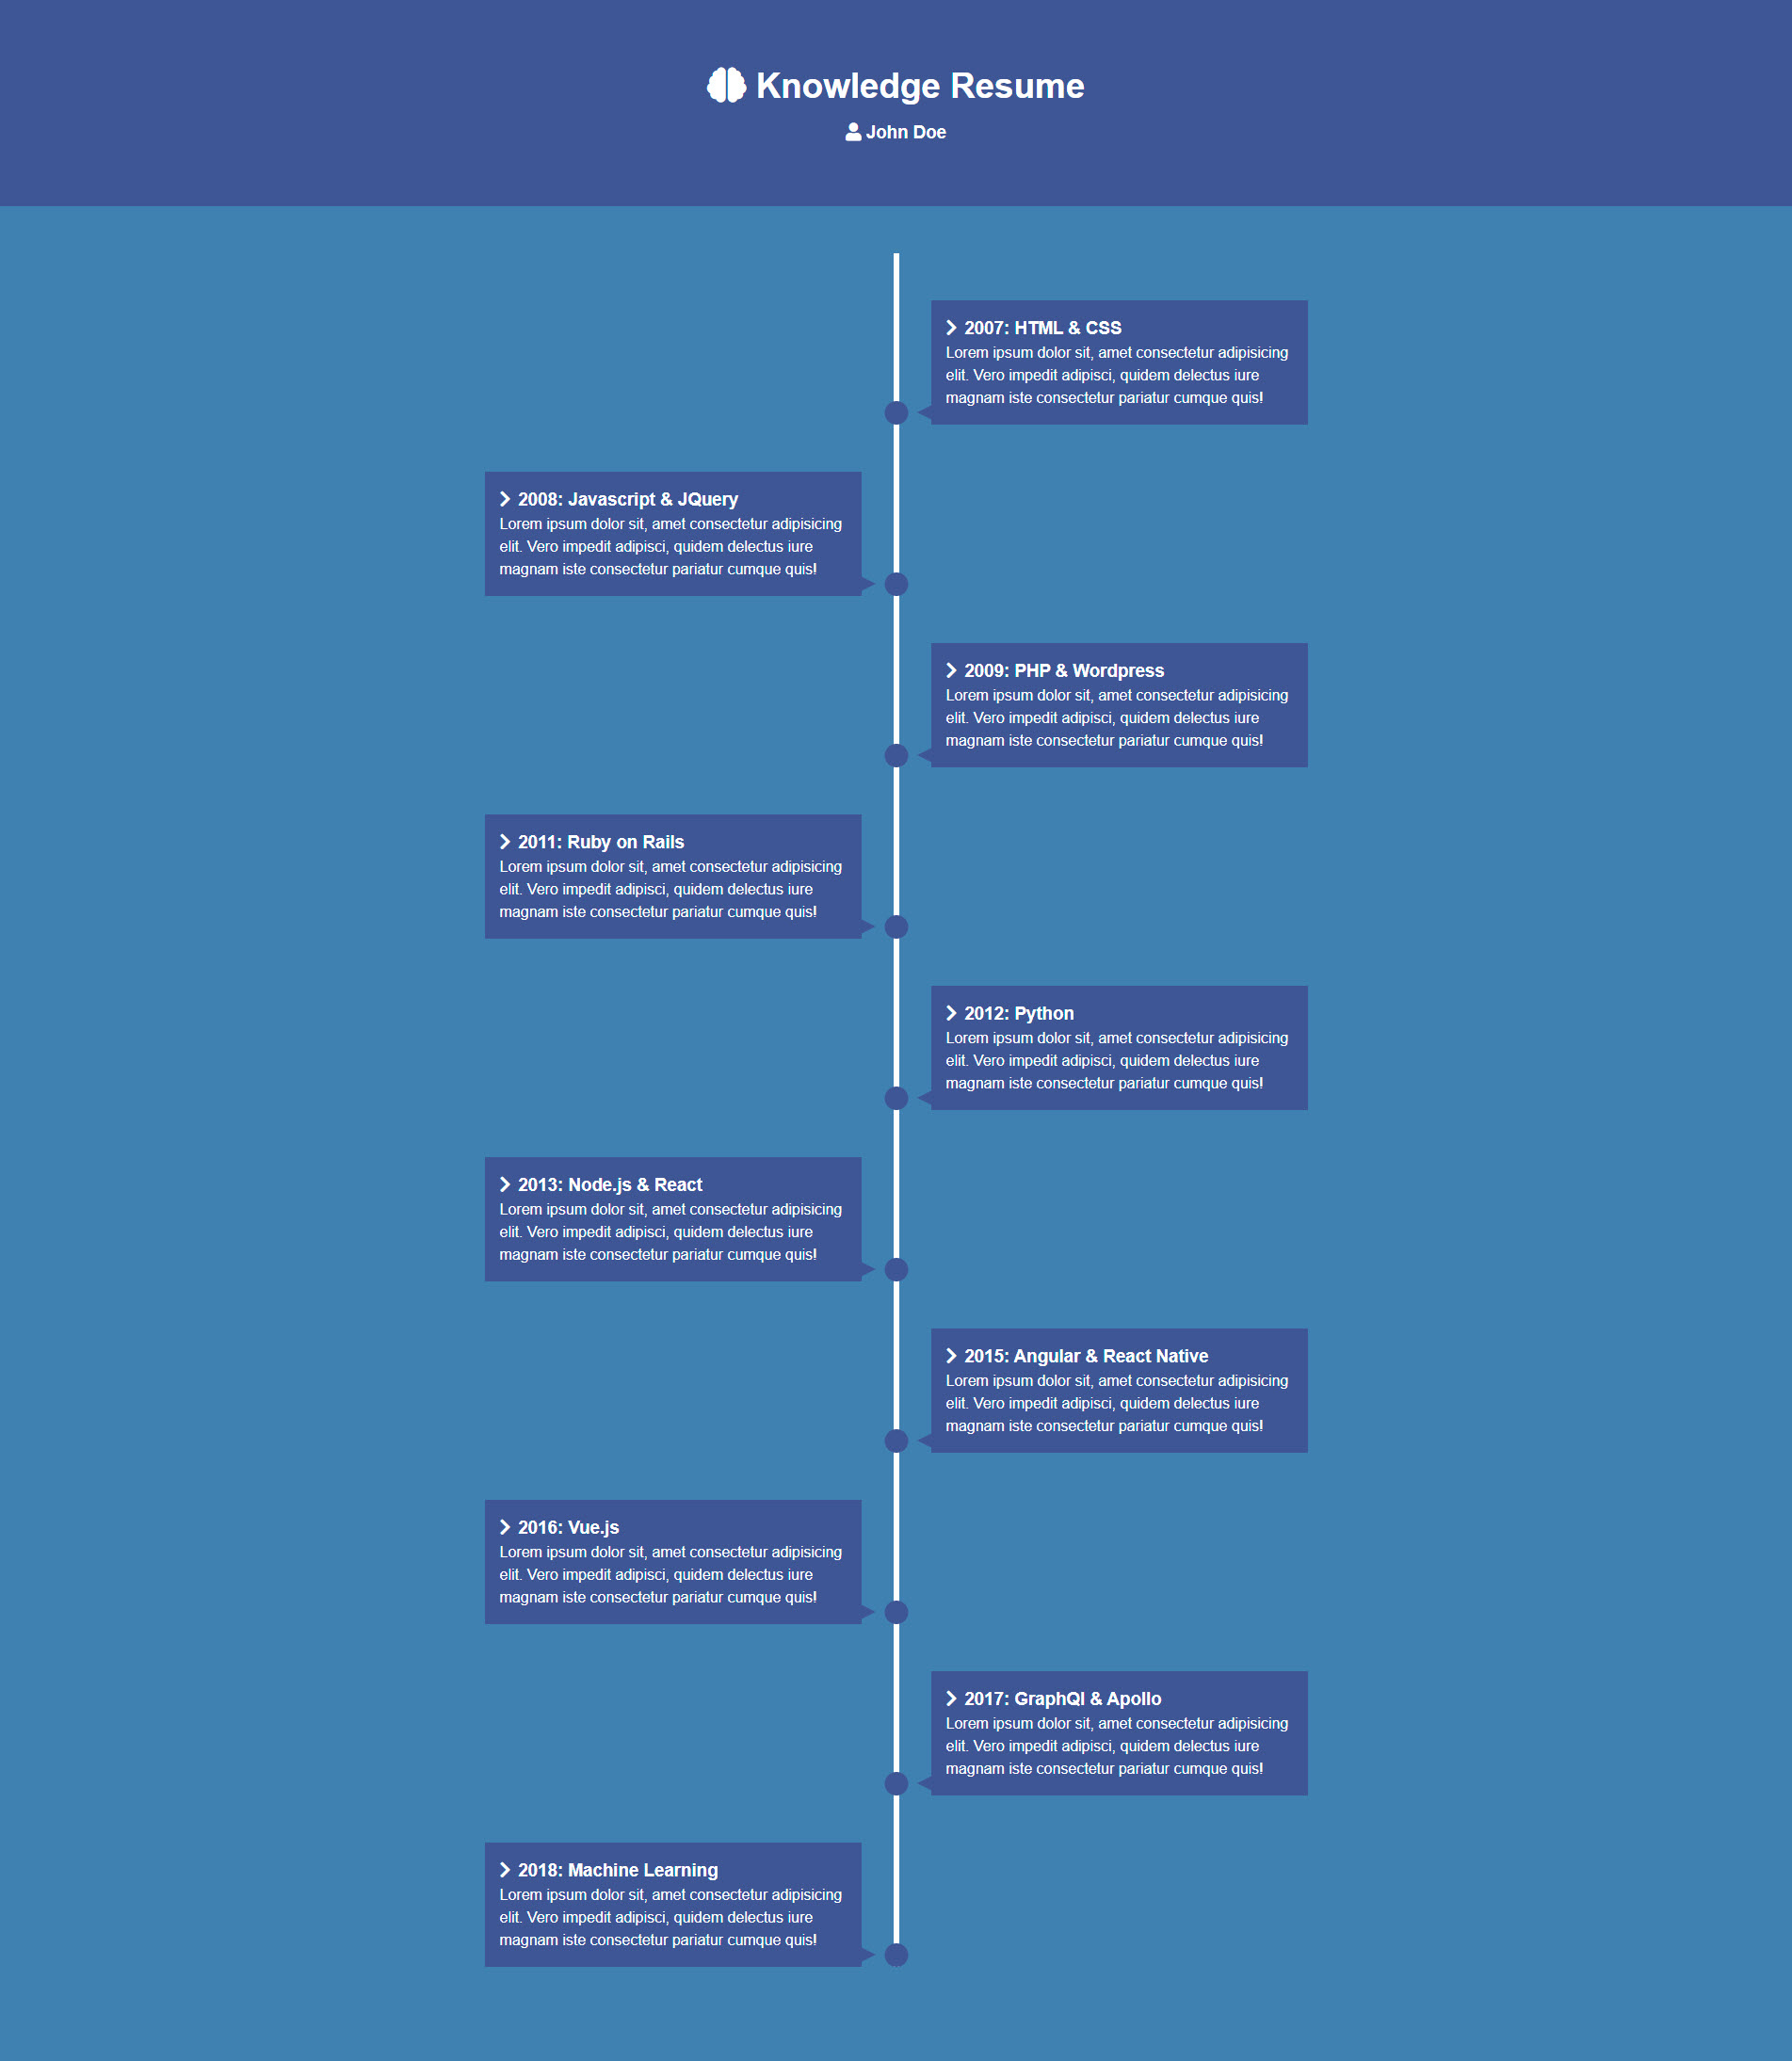 Knowledge Resume
John Doe
2007: HTML & CSS
Lorem ipsum dolor sit, amet consectetur adipisicing
elit. Vero impedit adipisci, quidem delectus iure
magnam iste consectetur pariatur cumque quis!
2008: Javascript & JQuery
Lorem ipsum dolor sit, amet consectetur adipisicing
elit. Vero impedit adipisci, quidem delectus iure
magnam iste consectetur pariatur cumque quis!
2009: PHP & Wordpress
Lorem ipsum dolor sit, amet consectetur adipisicing
elit. Vero impedit adipisci, quidem delectus iure
magnam iste consectetur pariatur cumque quis!
2011: Ruby on Rails
Lorem ipsum dolor sit, amet consectetur adipisicing
elit. Vero impedit adipisci, quidem delectus iure
magnam iste consectetur pariatur cumque quis!
2012: Python
Lorem ipsum dolor sit, amet consectetur adipisicing
elit. Vero impedit adipisci, quidem delectus iure
magnam iste consectetur pariatur cumque quis!
2013: Node.js & React
Lorem ipsum dolor sit, amet consectetur adipisicing
elit. Vero impedit adipisci, quidem delectus iure
magnam iste consectetur pariatur cumque quis!
2015: Angular & React Native
Lorem ipsum dolor sit, amet consectetur adipisicing
elit. Vero impedit adipisci, quidem delectus iure
magnam iste consectetur pariatur cumque quis!
2016: Vue.js
Lorem ipsum dolor sit, amet consectetur adipisicing
elit. Vero impedit adipisci, quidem delectus iure
magnam iste consectetur pariatur cumque quis!
2017: GraphQl & Apollo
Lorem ipsum dolor sit, amet consectetur adipisicing
elit. Vero impedit adipisci, quidem delectus iure
magnam iste consectetur pariatur cumque quis!
2018: Machine Learning
Lorem ipsum dolor sit, amet consectetur adipisicing
elit. Vero impedit adipisci, quidem delectus iure
magnam iste consectetur pariatur cumque quis!